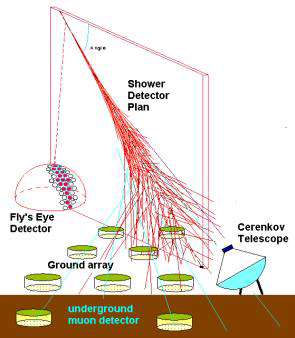 Angle
Shower
Detector
Plan
Fly's Eye
Detector
Cerenkov
Telescope
Ground array
underground
muon detector